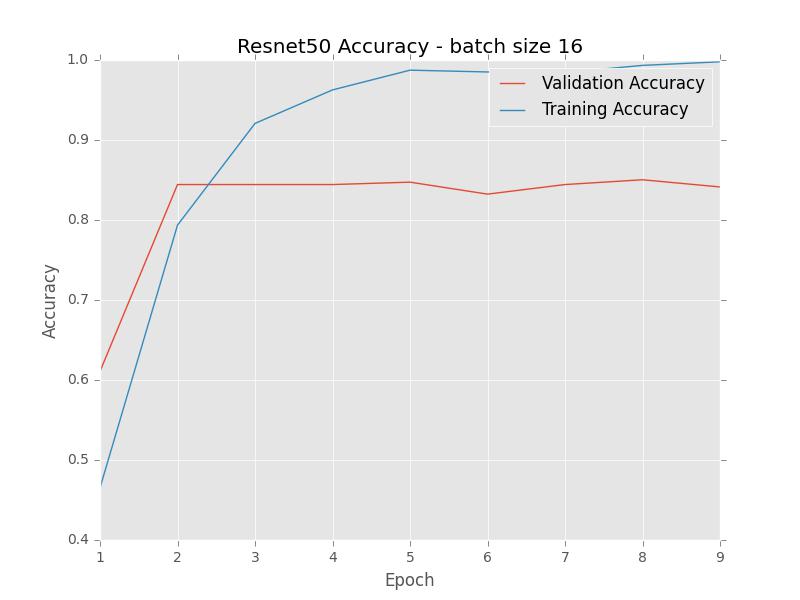 Resnet50 Accuracy - batch size 16
1.0
Validation Accuracy
Training Accuracy
0.9
0.8
0.7
0.6
0.5
0.4
Accuracy
1 2 3 4 5 6 7 8 9
Epoch